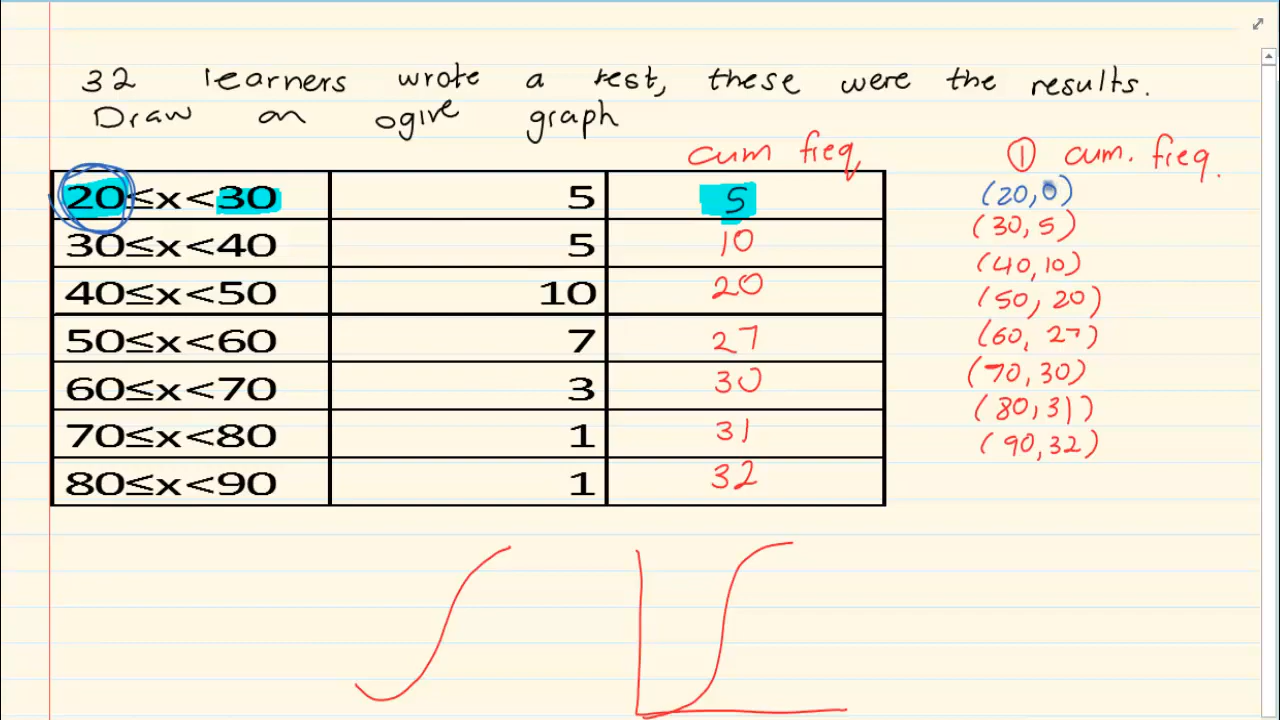 32 learners wrote a test, these were the results.
Draw an ogive graph
cum freq
① cum. freq.
20≤x<30 5 5 (20,0)
(30,5)
30≤x<40 5 10 (40,10)
40≤x<50 10 20 (50, 20)
50≤x<60 7 27 (60, 27)
60≤x<70 3 30 (70,30)
70≤x<80 1 31 (80,31)
(90,32)
80≤x<90 1 32